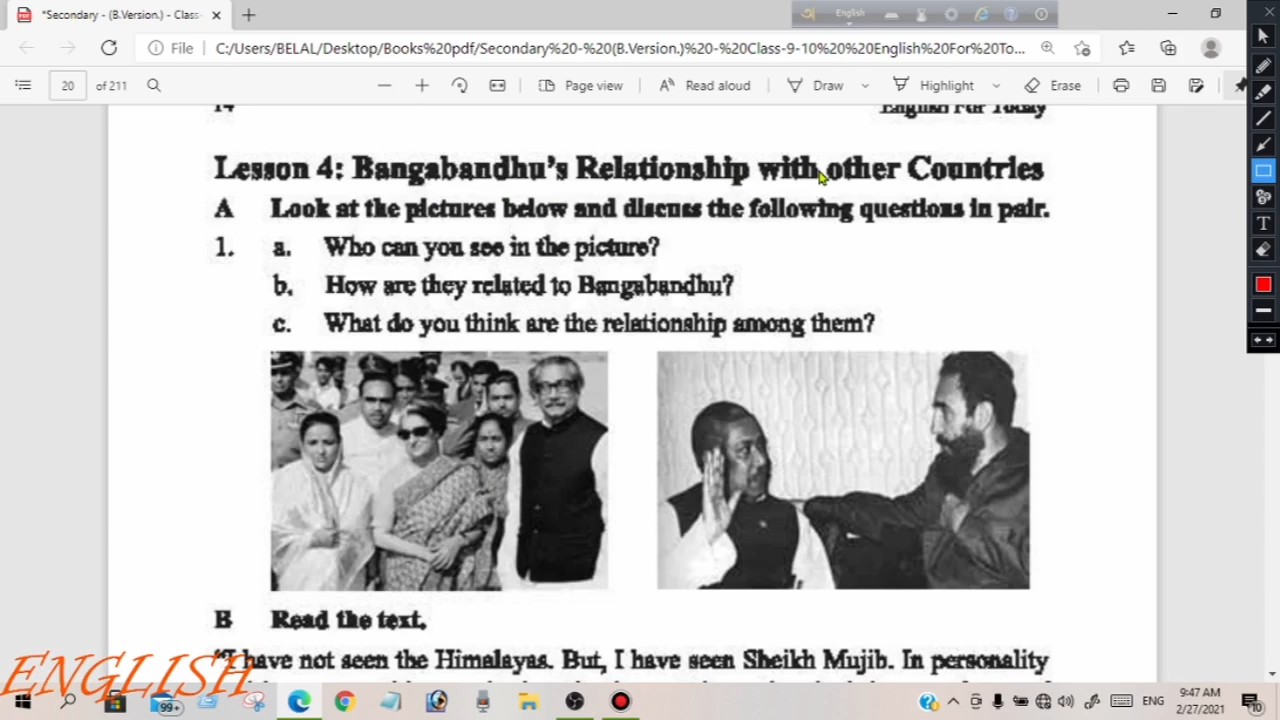 *Secondary - (B.Version.) - Class-
English
File
C:/Users/BELAL/Desktop/Books%20pdf/Secondary%20-%20(B.Version.)%20-%20Class-9-10%20%20English%20For%20To...
20
of 211
Page view
A
Read aloud
Draw
Highlight
Erase
14
English For Today
Lesson 4: Bangabandhu's Relationship with other Countries
A Look at the pictures below and discuss the following questions in pair.
1. a. Who can you see in the picture?
b. How are they related to Bangabandhu?
c. What do you think are the relationship among them?
B Read the text.
"I have not seen the Himalayas. But, I have seen Sheikh Mujib. In personality
ENGLISH
99+
ENG
9:47 AM
2/27/2021
10
T